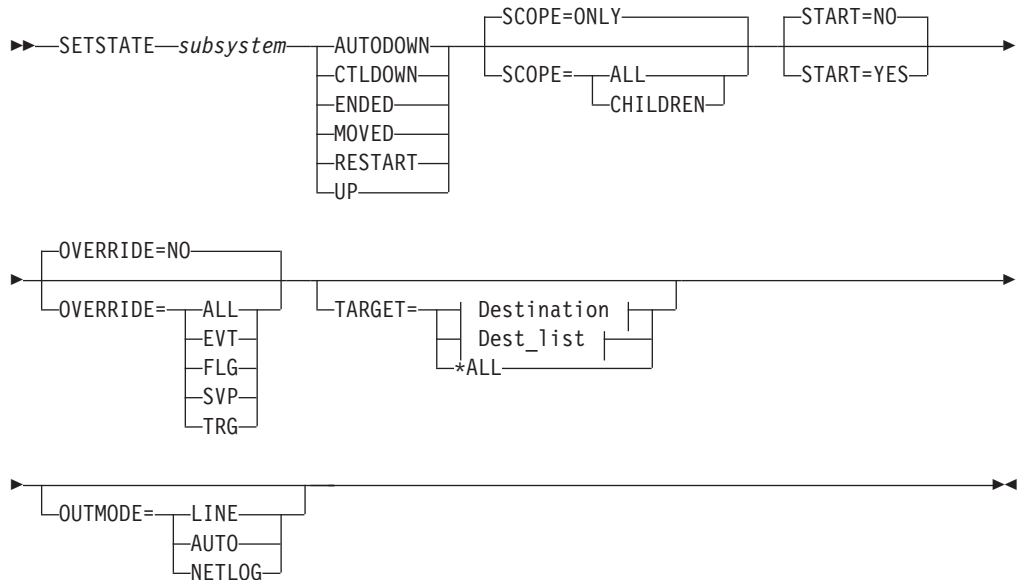 SETSTATE subsystem AUTODOWN SCOPE=ONLY START=NO
CTLDOWN SCOPE= ALL START=YES
ENDED CHILDREN
MOVED
RESTART
UP
OVERRIDE=NO
OVERRIDE= ALL TARGET= Destination
EVT Dest_list
FLG *ALL
SVP
TRG
OUTMODE= LINE
AUTO
NETLOG